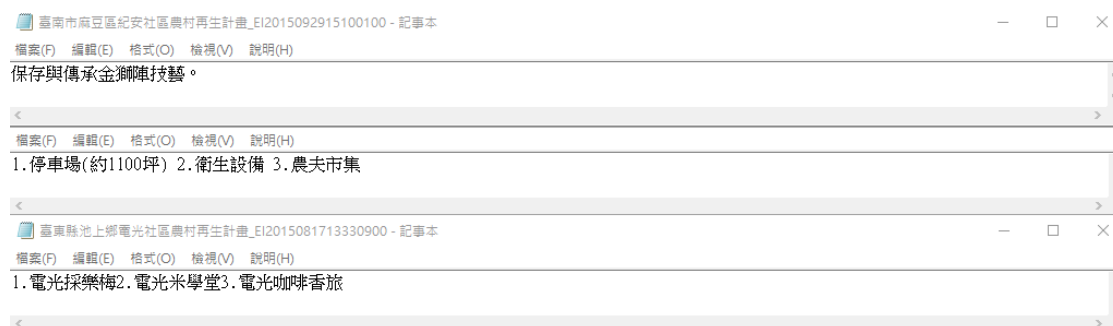 臺南市麻豆區紀安社區農村再生計畫_EI2015092915100100 - 記事本
檔案(F) 編輯(E) 格式(O) 檢視(V) 說明(H)
保存與傳承金獅陣技藝。
檔案(F) 編輯(E) 格式(O) 檢視(V) 說明(H)
1.停車場(約1100坪) 2.衛生設備 3.農夫市集
臺東縣池上鄉電光社區農村再生計畫_EI2015081713330900 - 記事本
檔案(F) 編輯(E) 格式(O) 檢視(V) 說明(H)
1.電光採樂梅2.電光米學堂3.電光咖啡香旅